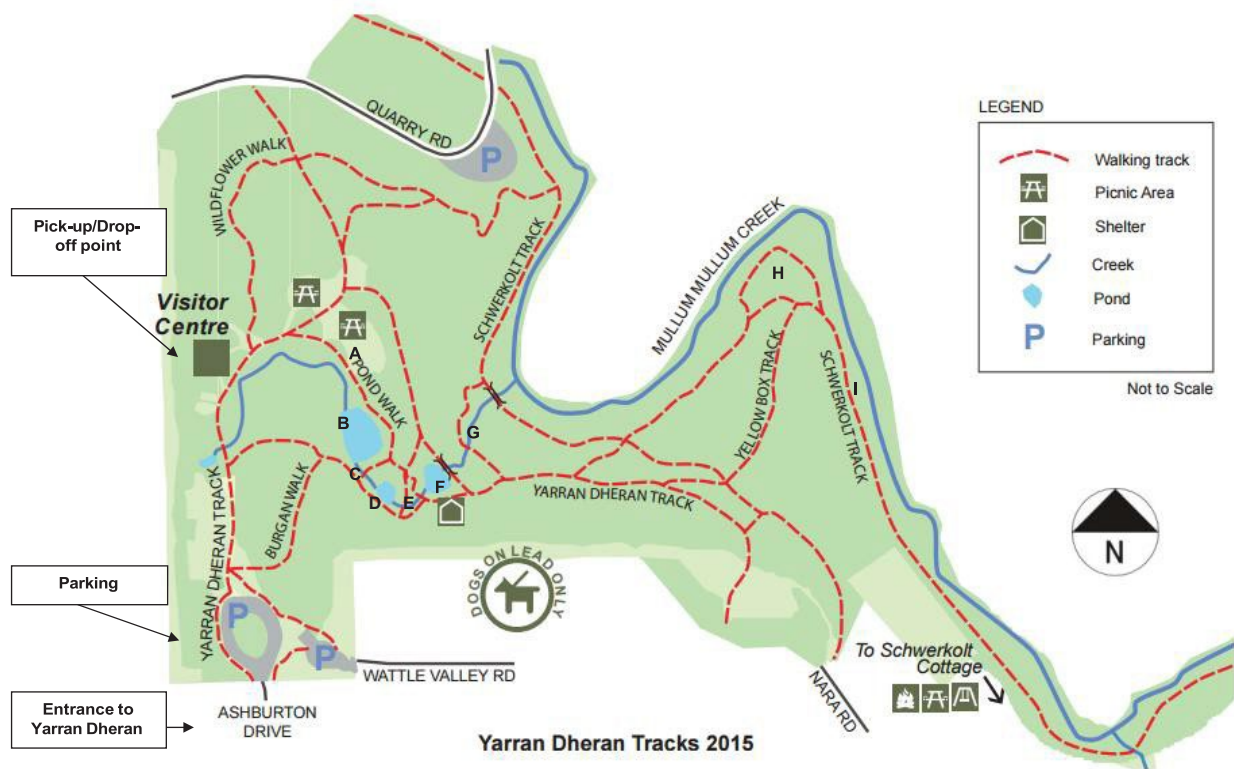 QUARRY RD
P
WILDFLOWER WALK
Pick-up/Drop-
off point
Visitor
Centre
A
POND WALK
B
C
D
E
F
G
SCHWERKOLT TRACK
MULLUM MULLUM CREEK
H
YELLOW BOX TRACK
SCHWERKOLT TRACK
I
YARRAN DHERAN TRACK
BURGAN WALK
YARRAN DHERAN TRACK
DOGS ON LEAD ONLY
Parking
P
P
WATTLE VALLEY RD
Entrance to
Yarran Dheran
ASHBURTON
DRIVE
NARA RD
To Schwerkolt
Cottage
N
LEGEND
Walking track
Picnic Area
Shelter
Creek
Pond
P
Parking
Not to Scale
Yarran Dheran Tracks 2015